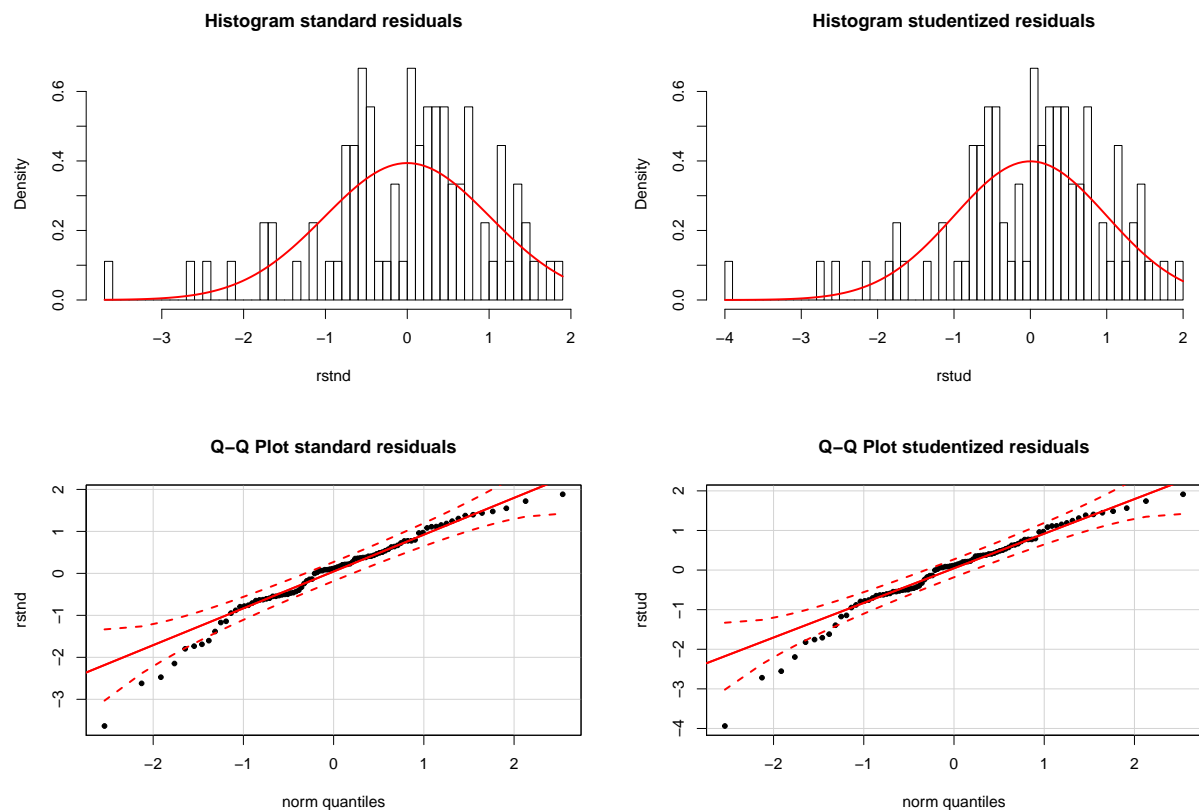 Histogram standard residuals
Density
0.0 0.2 0.4 0.6
−3 −2 −1 0 1 2
rstnd
Histogram studentized residuals
Density
0.0 0.2 0.4 0.6
−4 −3 −2 −1 0 1 2
rstud
Q−Q Plot standard residuals
rstnd
−3 −2 −1 0 1 2
−2 −1 0 1 2
norm quantiles
Q−Q Plot studentized residuals
rstud
−4 −3 −2 −1 0 1 2
−2 −1 0 1 2
norm quantiles